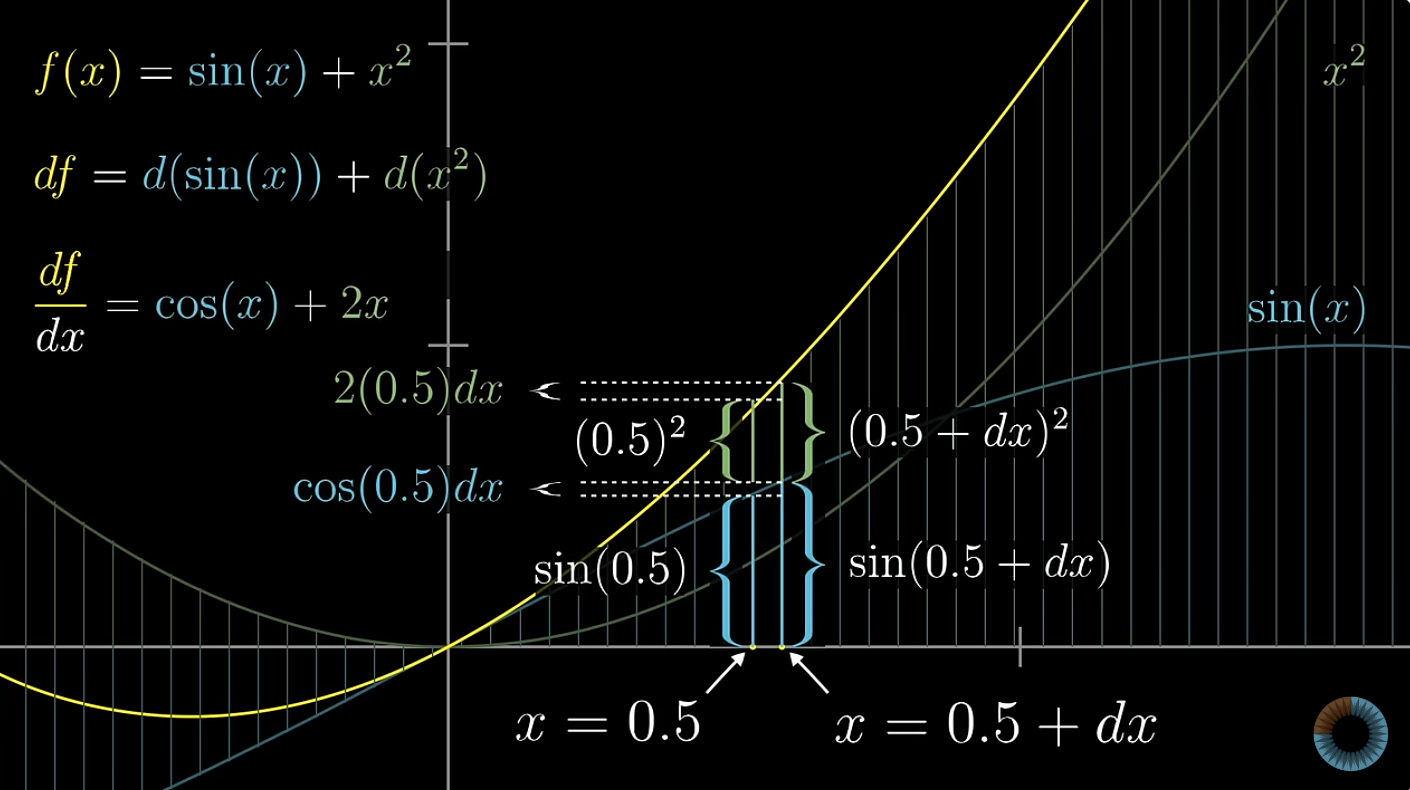 f(x) = sin(x) + x²
x²
df = d(sin(x)) + d(x²)
df/dx = cos(x) + 2x
sin(x)
2(0.5)dx
(0.5)²
(0.5 + dx)²
cos(0.5)dx
sin(0.5)
sin(0.5 + dx)
x = 0.5
x = 0.5 + dx